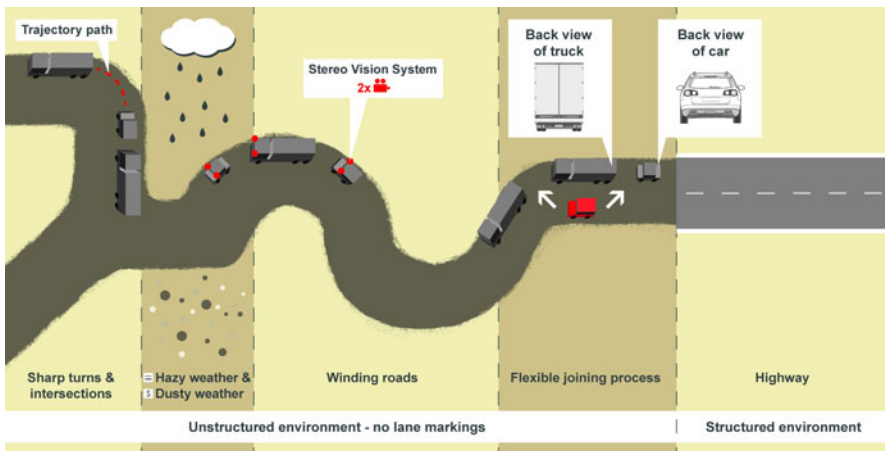 Trajectory path
Stereo Vision System
2x
Back view
of truck
Back view
of car
Sharp turns &
intersections
Hazy weather &
Dusty weather
Winding roads
Flexible joining process
Highway
Unstructured environment - no lane markings
Structured environment